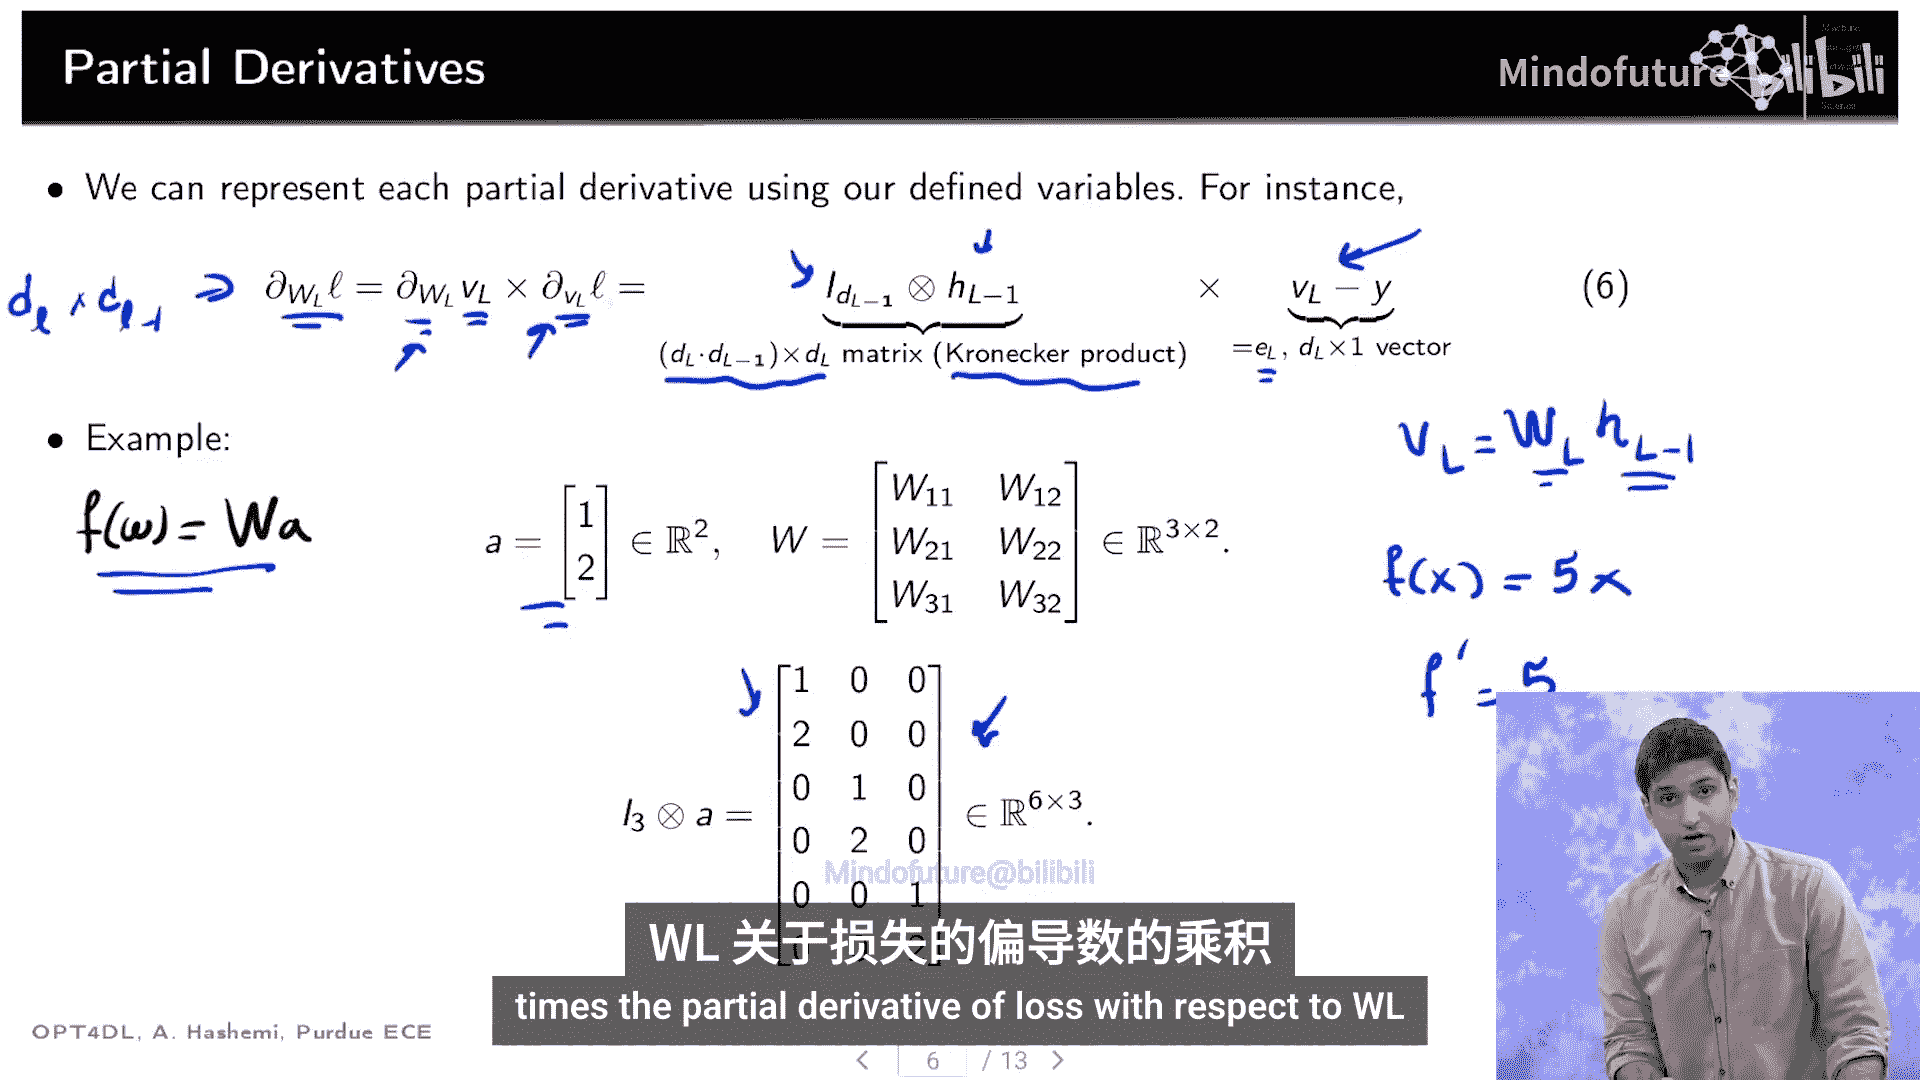 Partial Derivatives
Mindofuture
bilibili
• We can represent each partial derivative using our defined variables. For instance,
d_ℓ × d_ℓ-1 ⇒ ∂_{W_L} ℓ = ∂_{W_L} v_L × ∂_{v_L} ℓ = I_{d_{L-1}} ⊗ h_{L-1} × v_L − y (6)
(d_L·d_{L-1})×d_L matrix (Kronecker product) =e_L, d_L×1 vector
v_L = W_L h_{L-1}
• Example:
f(w) = Wa
a = [1 2] ∈ ℝ², W = [W11 W12 W21 W22 W31 W32] ∈ ℝ^{3×2}.
f(x) = 5x
f' = 5
1 0 0
2 0 0
0 1 0
I_3 ⊗ a = ∈ ℝ^{6×3}.
0 2 0
Mindofuture@bilibili
0 0 1
WL 关于损失的偏导数的乘积
times the partial derivative of loss with respect to WL
OPT4DL, A. Hashemi, Purdue ECE
< 6 / 13 >